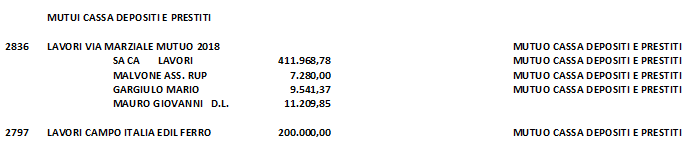 MUTUI CASSA DEPOSITI E PRESTITI
2836 LAVORI VIA MARZIALE MUTUO 2018 MUTUO CASSA DEPOSITI E PRESTITI
SA CA LAVORI 411.968,78 MUTUO CASSA DEPOSITI E PRESTITI
MALVONE ASS. RUP 7.280,00 MUTUO CASSA DEPOSITI E PRESTITI
GARGIULO MARIO 9.541,37 MUTUO CASSA DEPOSITI E PRESTITI
MAURO GIOVANNI D.L. 11.209,85
2797 LAVORI CAMPO ITALIA EDIL FERRO 200.000,00 MUTUO CASSA DEPOSITI E PRESTITI